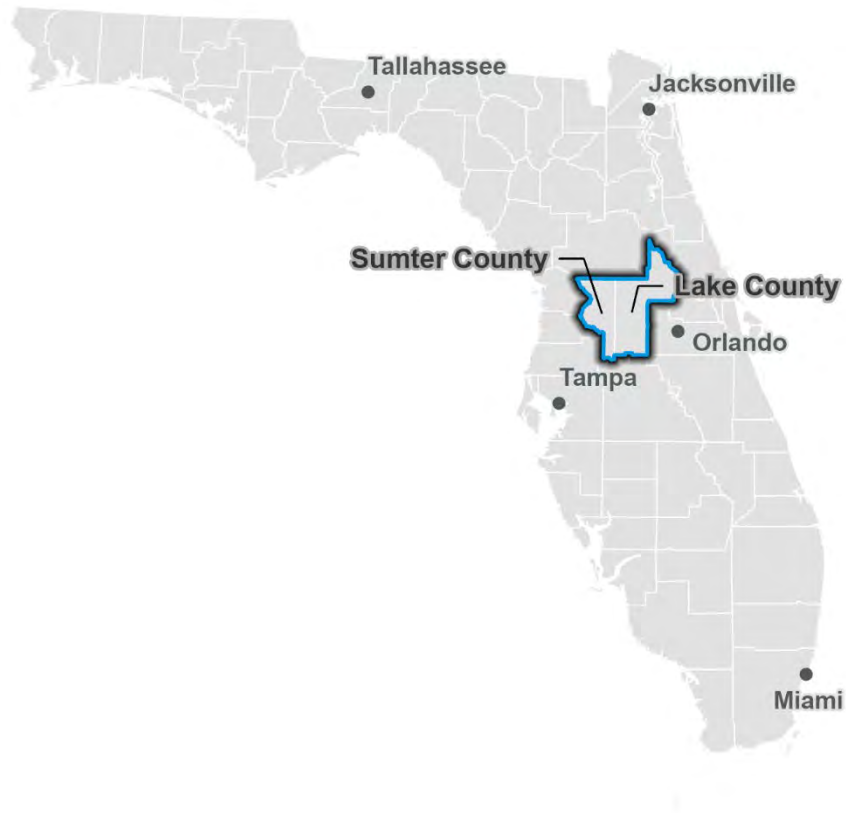 Tallahassee
Jacksonville
Sumter County
Lake County
Orlando
Tampa
Miami